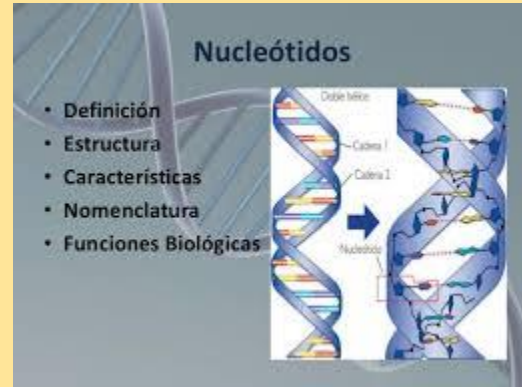 Nucleótidos
• Definición
• Estructura
• Características
• Nomenclatura
• Funciones Biológicas
Doble hélice
Cadena 1
Cadena 2
Nucleótido